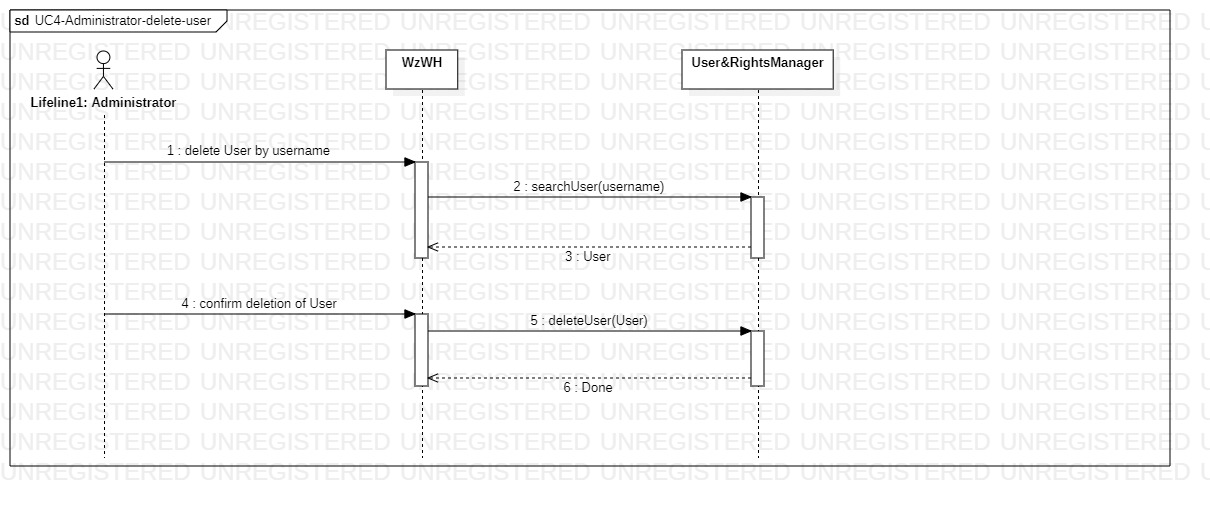 sd UC4-Administrator-delete-user
WzWH
User&RightsManager
Lifeline1: Administrator
1 : delete User by username
2 : searchUser(username)
3 : User
4 : confirm deletion of User
5 : deleteUser(User)
6 : Done
UNREGISTERED UNREGISTERED UNREGISTERED UNREGISTERED UNREGISTERED UNREGISTERED